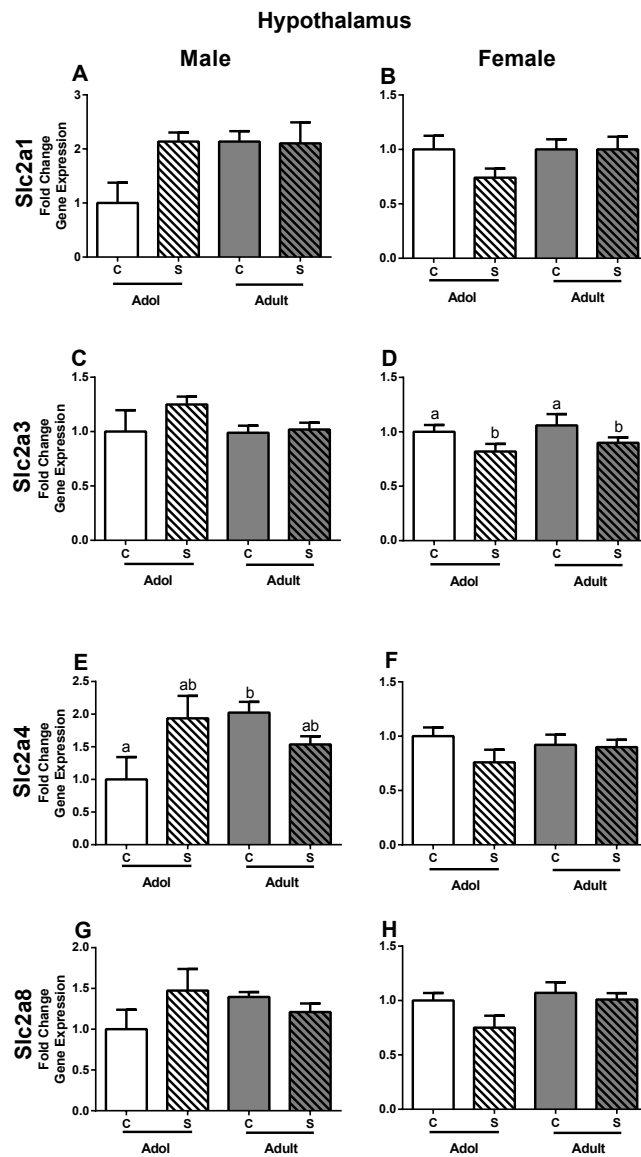 Hypothalamus
Male
Female
A
Slc2a1
Fold Change
Gene Expression
3
2
1
0
C
S
C
S
Adol
Adult
B
1.5
1.0
0.5
0.0
C
S
C
S
Adol
Adult
C
Slc2a3
Fold Change
Gene Expression
1.5
1.0
0.5
0.0
C
S
C
S
Adol
Adult
D
1.5
1.0
0.5
0.0
a
b
a
b
C
S
C
S
Adol
Adult
E
Slc2a4
Fold Change
Gene Expression
2.5
2.0
1.5
1.0
0.5
0.0
a
ab
b
ab
C
S
C
S
Adol
Adult
F
1.5
1.0
0.5
0.0
C
S
C
S
Adol
Adult
G
Slc2a8
Fold Change
Gene Expression
2.0
1.5
1.0
0.5
0.0
C
S
C
S
Adol
Adult
H
1.5
1.0
0.5
0.0
C
S
C
S
Adol
Adult